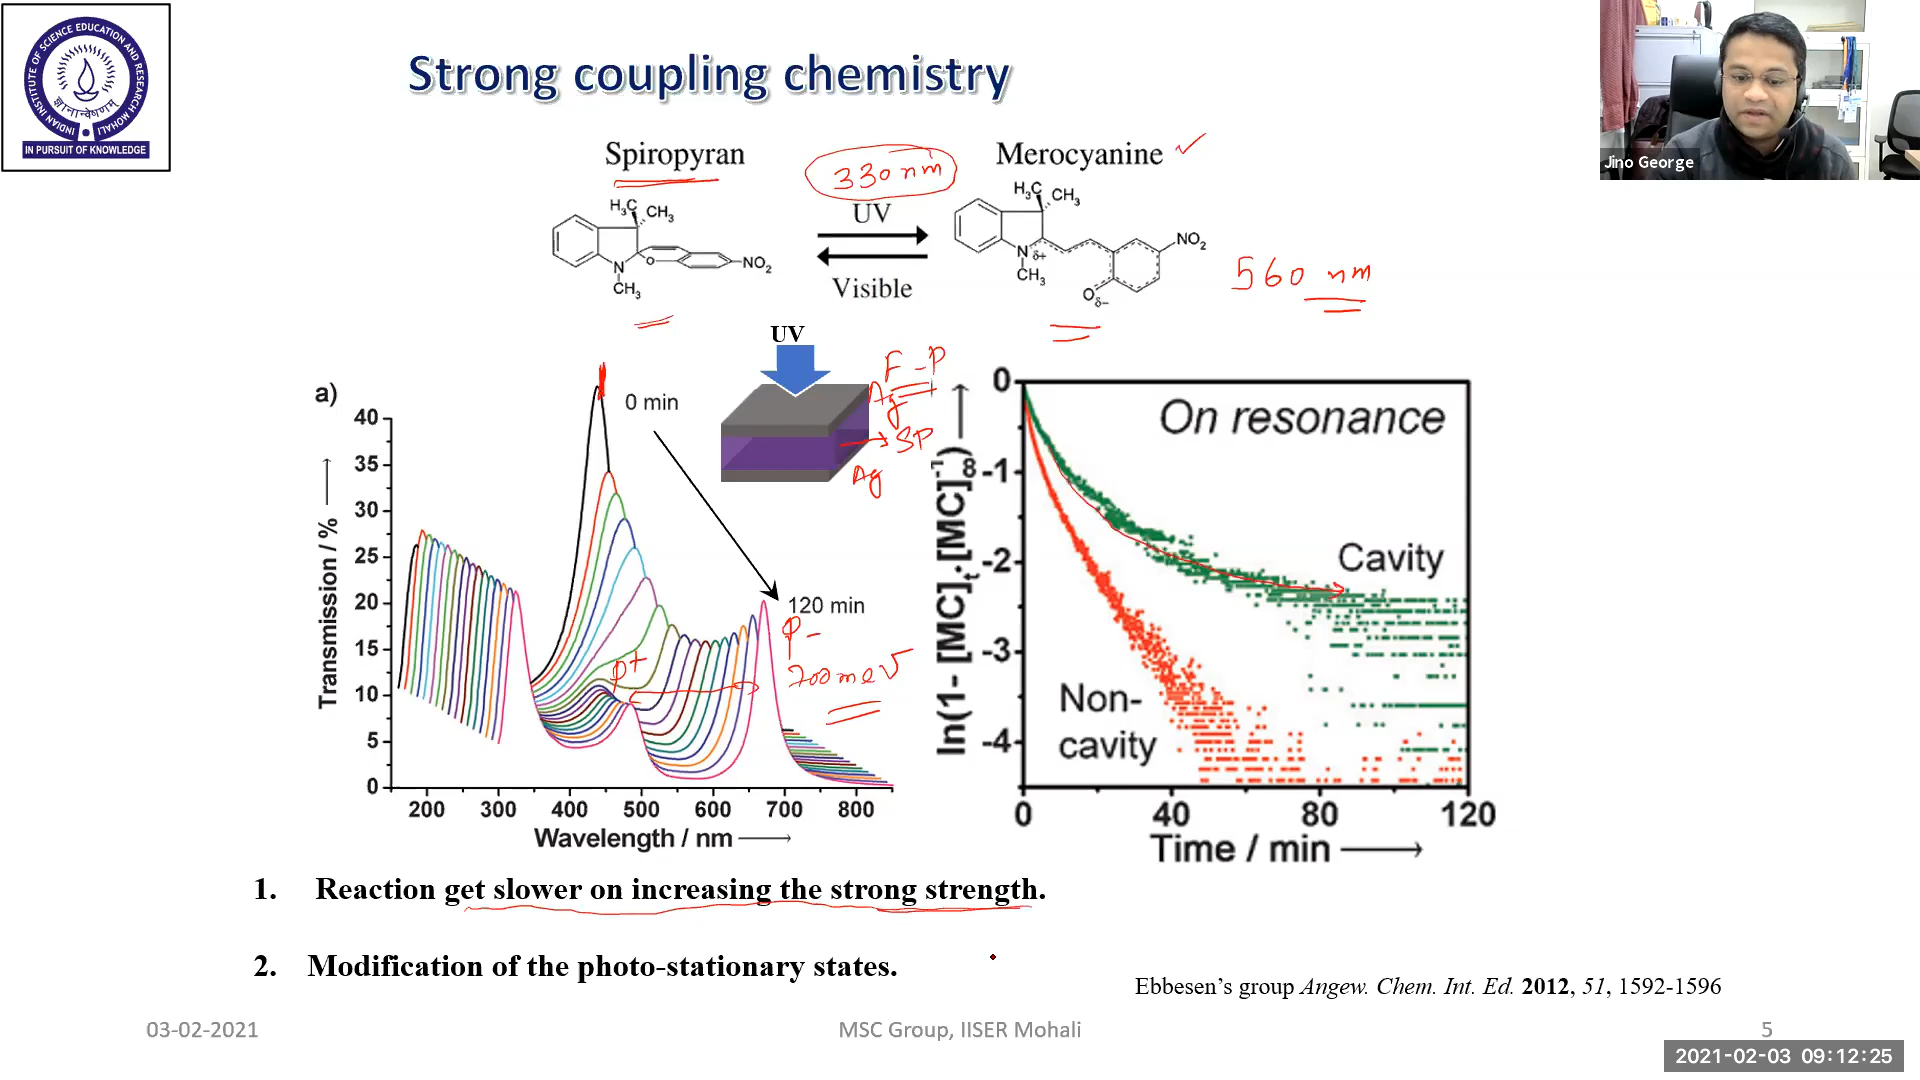 INDIAN INSTITUTE OF SCIENCE EDUCATION AND RESEARCH MOHALI
ज्ञानान्वेषणम्
IN PURSUIT OF KNOWLEDGE
Strong coupling chemistry
Jino George
Spiropyran
330 nm
Merocyanine
H₃C CH₃
N
CH₃
O
NO₂
UV
Visible
H₃C CH₃
N
δ+
CH₃
O
δ−
NO₂
560 nm
UV
F-P
Ag
SP
Ag
a)
0 min
120 min
P+
P-
700 meV
Transmission / %
40
35
30
25
20
15
10
5
0
200 300 400 500 600 700 800
Wavelength / nm
ln(1- [MC]t.[MC]∞⁻¹)
0
-1
-2
-3
-4
On resonance
Cavity
Non-
cavity
0 40 80 120
Time / min
1. Reaction get slower on increasing the strong strength.
2. Modification of the photo-stationary states.
Ebbesen’s group Angew. Chem. Int. Ed. 2012, 51, 1592-1596
03-02-2021
MSC Group, IISER Mohali
5
2021-02-03 09:12:25